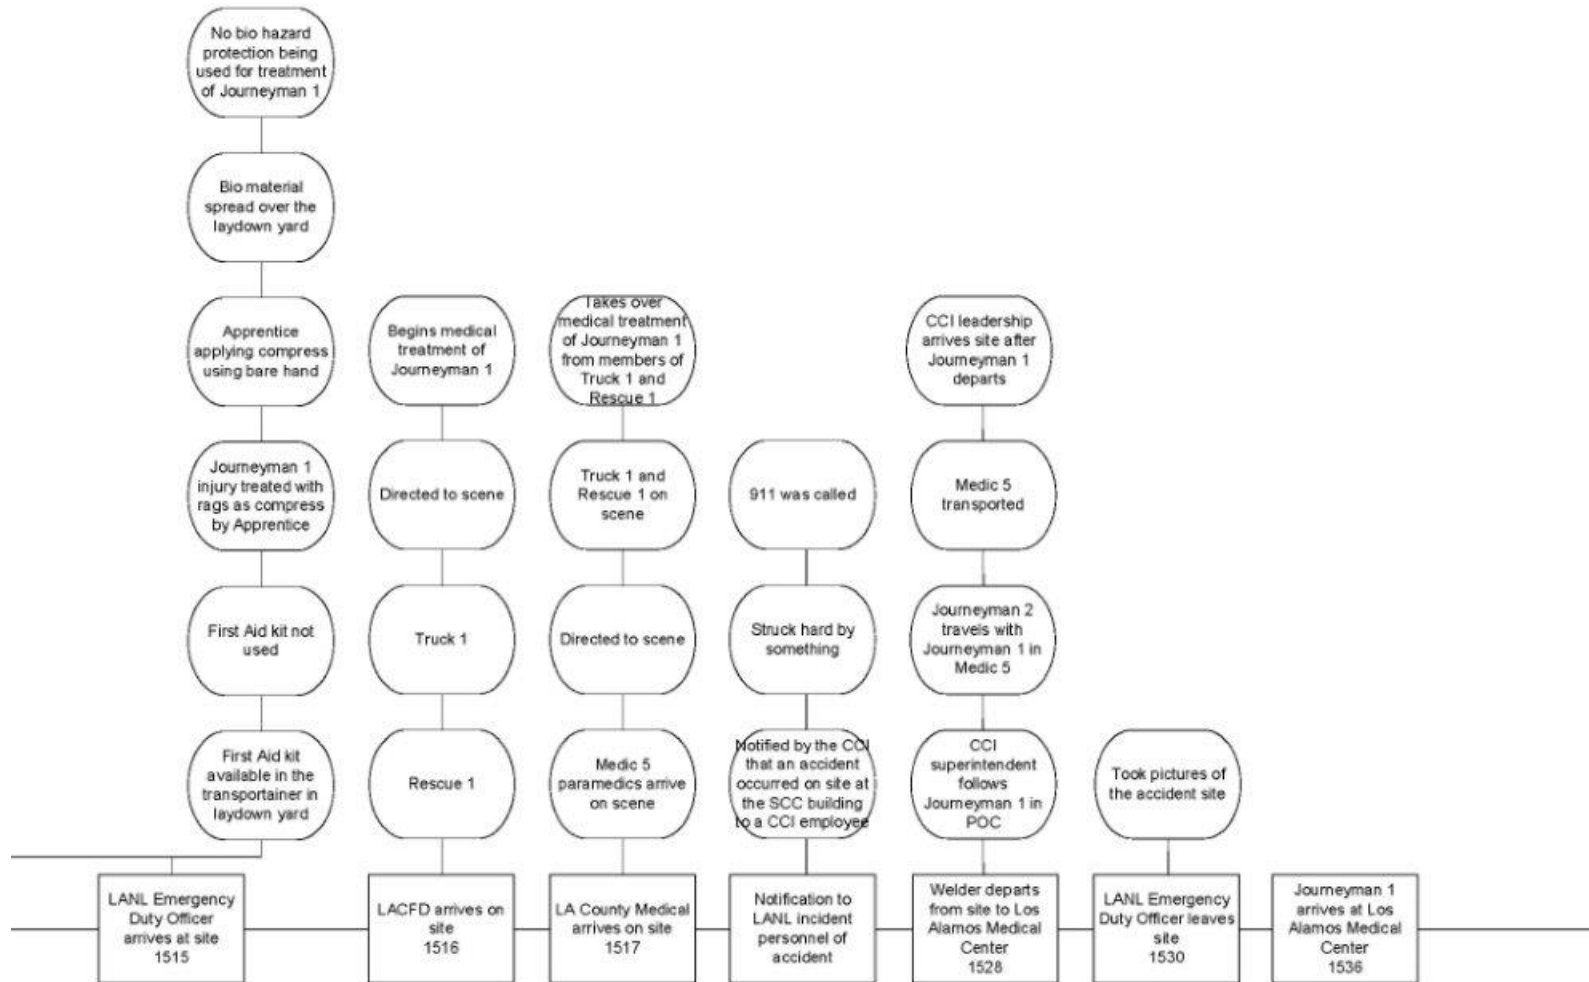 No bio hazard
protection being
used for treatment
of Journeyman 1
Bio material
spread over the
laydown yard
Apprentice
applying compress
using bare hand
Journeyman 1
injury treated with
rags as compress
by Apprentice
First Aid kit not
used
First Aid kit
available in the
transportainer in
laydown yard
LANL Emergency
Duty Officer
arrives at site
1515
Begins medical
treatment of
Journeyman 1
Directed to scene
Truck 1
Rescue 1
LACFD arrives on
site
1516
Takes over
medical treatment
of Journeyman 1
from members of
Truck 1 and
Rescue 1
Truck 1 and
Rescue 1 on
scene
Directed to scene
Medic 5
paramedics arrive
on scene
LA County Medical
arrives on site
1517
911 was called
Struck hard by
something
Notified by the CCI
that an accident
occurred on site at
the SCC building
to a CCI employee
Notification to
LANL incident
personnel of
accident
CCI leadership
arrives site after
Journeyman 1
departs
Medic 5
transported
Journeyman 2
travels with
Journeyman 1 in
Medic 5
CCI
superintendent
follows
Journeyman 1 in
POC
Welder departs
from site to Los
Alamos Medical
Center
1528
Took pictures of
the accident site
LANL Emergency
Duty Officer leaves
site
1530
Journeyman 1
arrives at Los
Alamos Medical
Center
1536